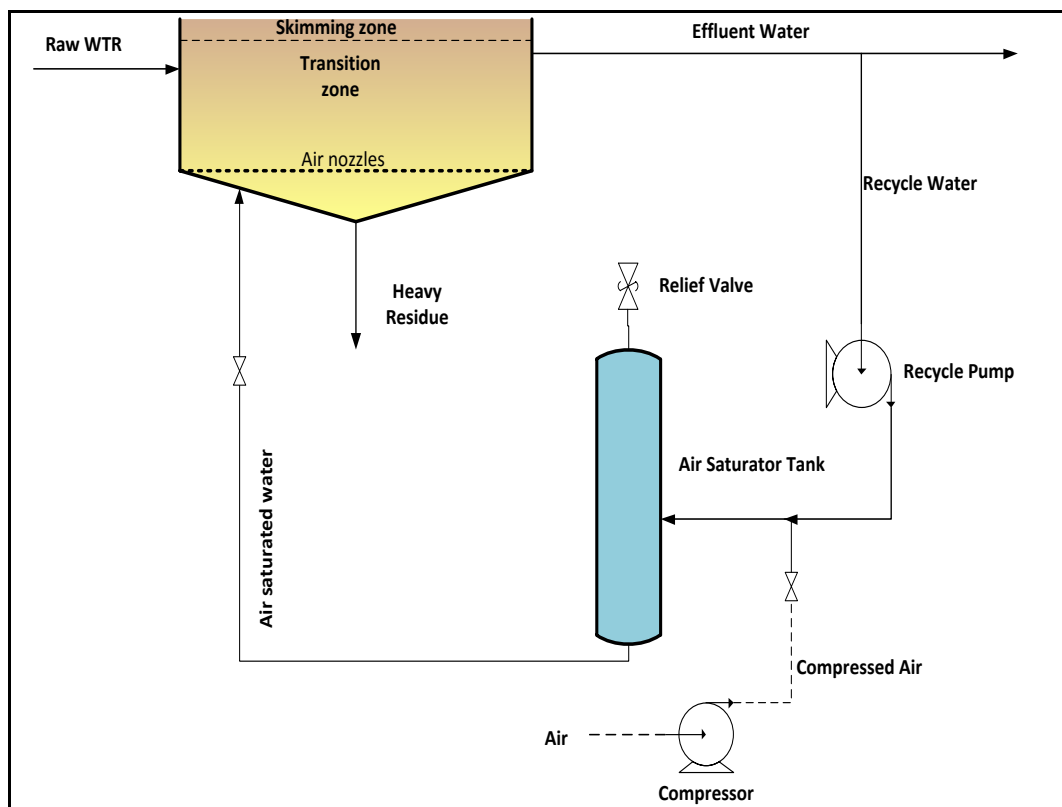 Skimming zone
Raw WTR
Effluent Water
Transition
zone
Air nozzles
Recycle Water
Heavy
Residue
Relief Valve
Recycle Pump
Air Saturator Tank
Air saturated water
Compressed Air
Air
Compressor